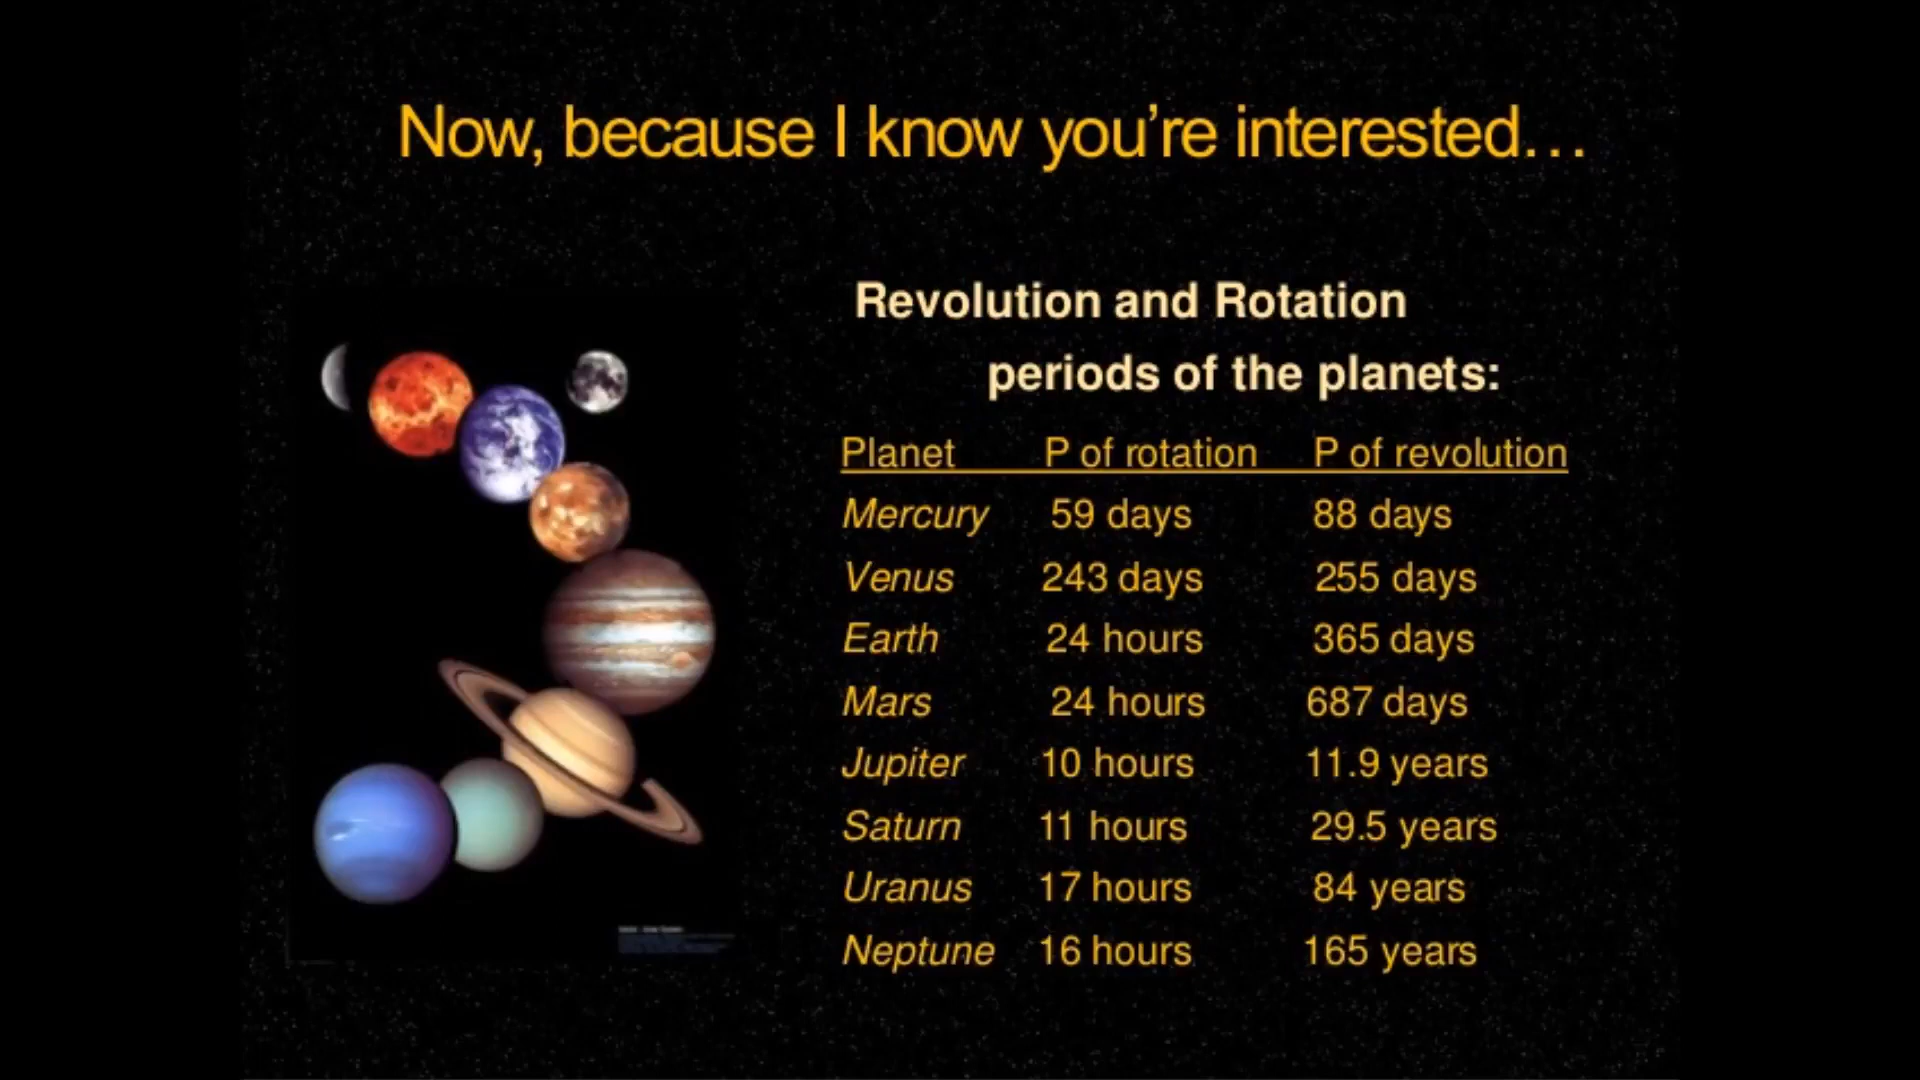 Now, because I know you’re interested…
Revolution and Rotation
periods of the planets:
Planet P of rotation P of revolution
Mercury 59 days 88 days
Venus 243 days 255 days
Earth 24 hours 365 days
Mars 24 hours 687 days
Jupiter 10 hours 11.9 years
Saturn 11 hours 29.5 years
Uranus 17 hours 84 years
Neptune 16 hours 165 years